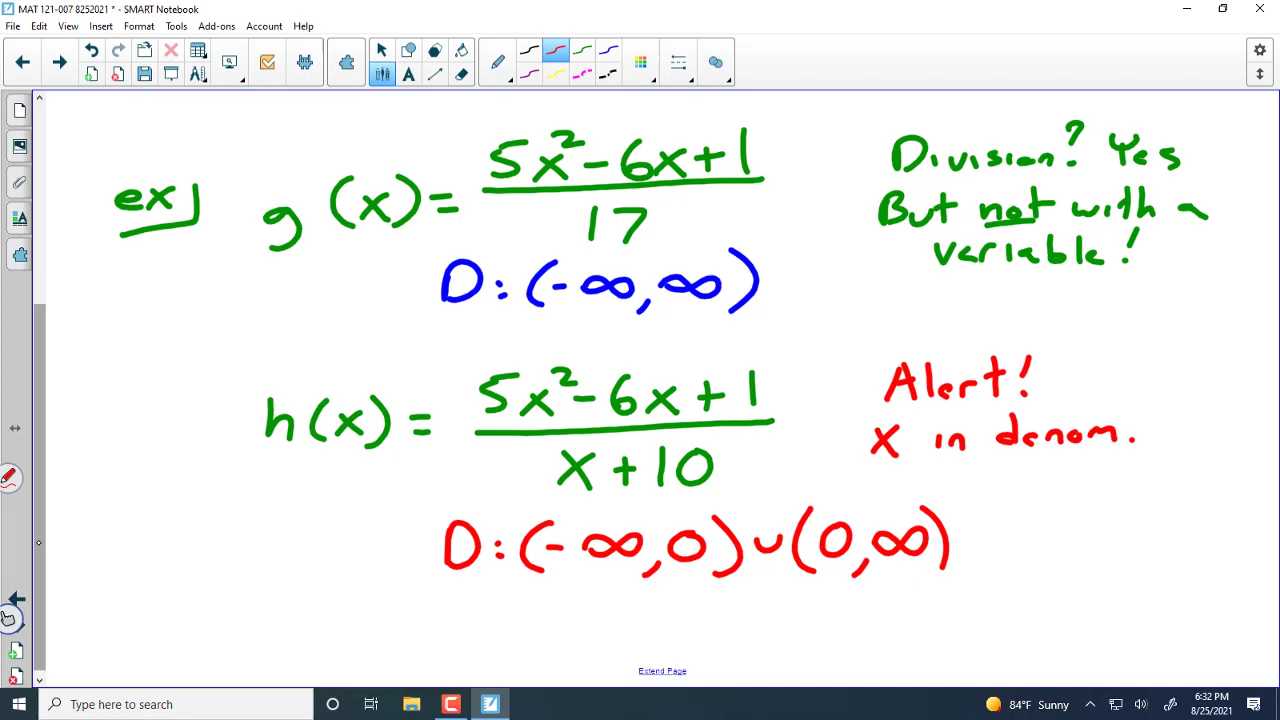 MAT 121-007 8252021 * - SMART Notebook
File Edit View Insert Format Tools Add-ons Account Help
ex] g(x) = 5x² - 6x + 1
17
D: (-∞, ∞)
Division? Yes
But not with a
variable!
h(x) = 5x² - 6x + 1
x + 10
Alert!
x in denom.
D: (-∞, 0) ∪ (0, ∞)
Extend Page
Type here to search
84°F Sunny
6:32 PM
8/25/2021